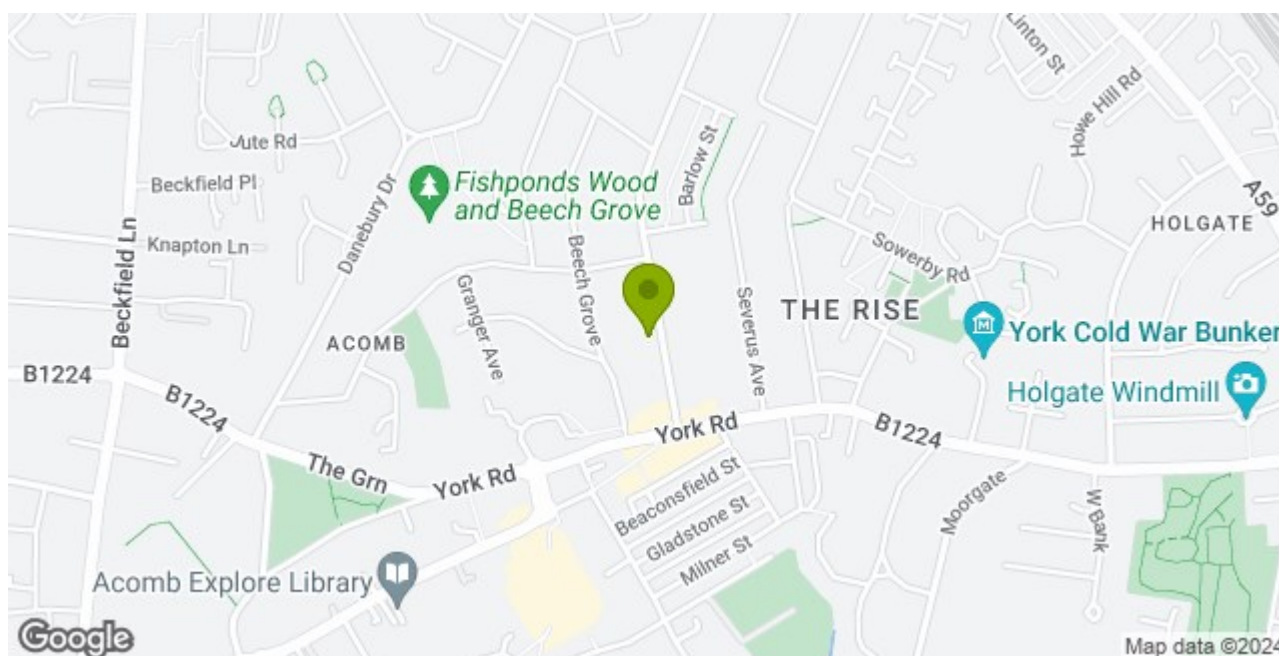 Linton St
Howe Hill Rd
A59
Jute Rd
Beckfield Pl
Knapton Ln
Beckfield Ln
Danebury Dr
Fishponds Wood
and Beech Grove
Barlow St
HOLGATE
Sowerby Rd
Beech Grove
Granger Ave
Severus Ave
THE RISE
ACOMB
York Cold War Bunker
B1224
Holgate Windmill
B1224
York Rd
B1224
The Grn
York Rd
Beaconsfield St
Moorgate
W Bank
Gladstone St
Milner St
Acomb Explore Library
Google
Map data ©2024